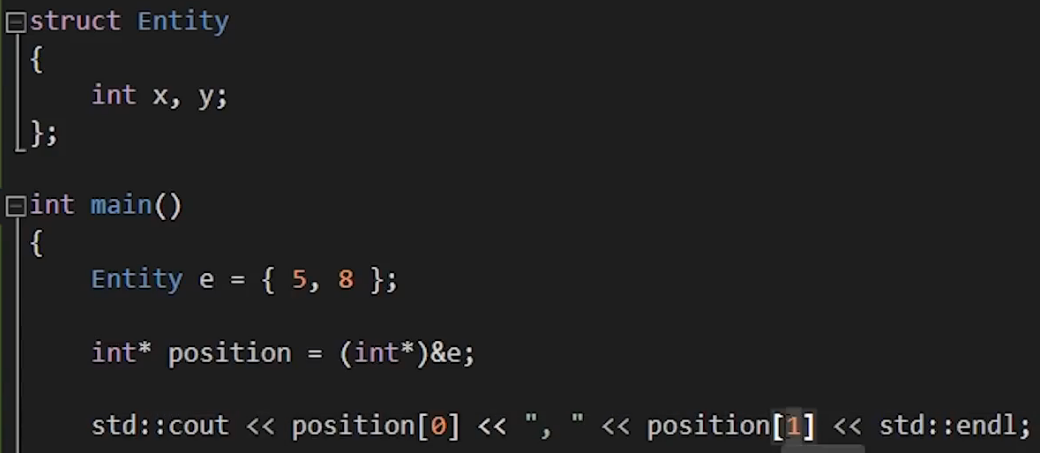 struct Entity
{
    int x, y;
};
int main()
{
    Entity e = { 5, 8 };
    int* position = (int*)&e;
    std::cout << position[0] << ", " << position[1] << std::endl;